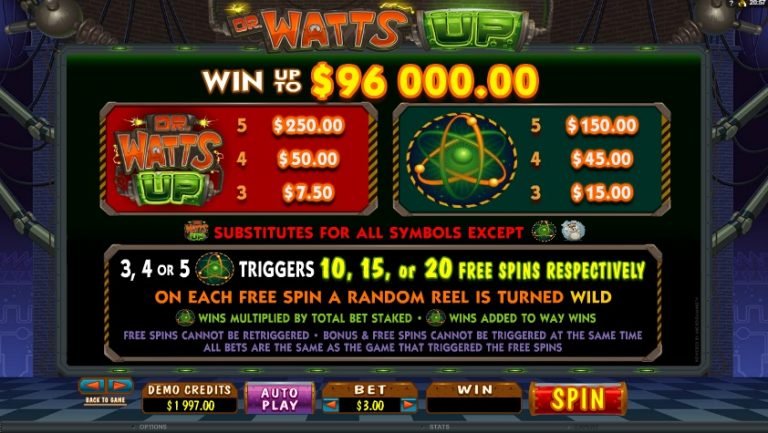 ? 20:57
DR. WATTS UP
WIN UP TO $96 000.00
DR. WATTS UP
5 $250.00
4 $50.00
3 $7.50
5 $150.00
4 $45.00
3 $15.00
SUBSTITUTES FOR ALL SYMBOLS EXCEPT
3, 4 OR 5 TRIGGERS 10, 15, or 20 FREE SPINS RESPECTIVELY
ON EACH FREE SPIN A RANDOM REEL IS TURNED WILD
WINS MULTIPLIED BY TOTAL BET STAKED • WINS ADDED TO WAY WINS
FREE SPINS CANNOT BE RETRIGGERED • BONUS & FREE SPINS CANNOT BE TRIGGERED AT THE SAME TIME
ALL BETS ARE THE SAME AS THE GAME THAT TRIGGERED THE FREE SPINS
BACK TO GAME
DEMO CREDITS
$1 997.00
AUTO PLAY
BET
$3.00
WIN
SPIN
OPTIONS
STATS